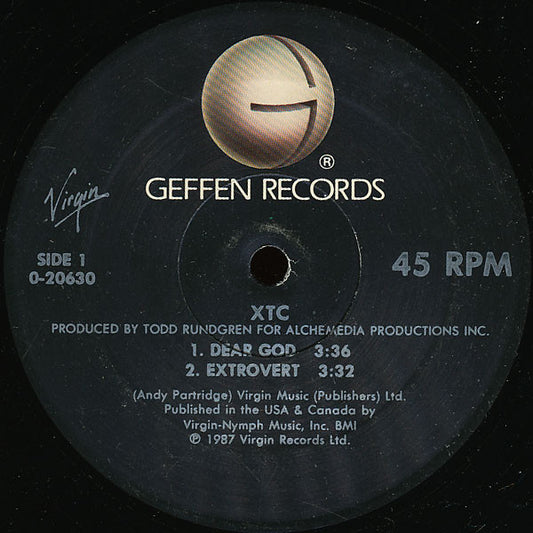 G
®
GEFFEN RECORDS
Virgin
SIDE 1
0-20630
45 RPM
XTC
PRODUCED BY TODD RUNDGREN FOR ALCHEMEDIA PRODUCTIONS INC.
1. DEAR GOD 3:36
2. EXTROVERT 3:32
(Andy Partridge) Virgin Music (Publishers) Ltd.
Published in the USA & Canada by
Virgin-Nymph Music, Inc. BMI
℗ 1987 Virgin Records Ltd.